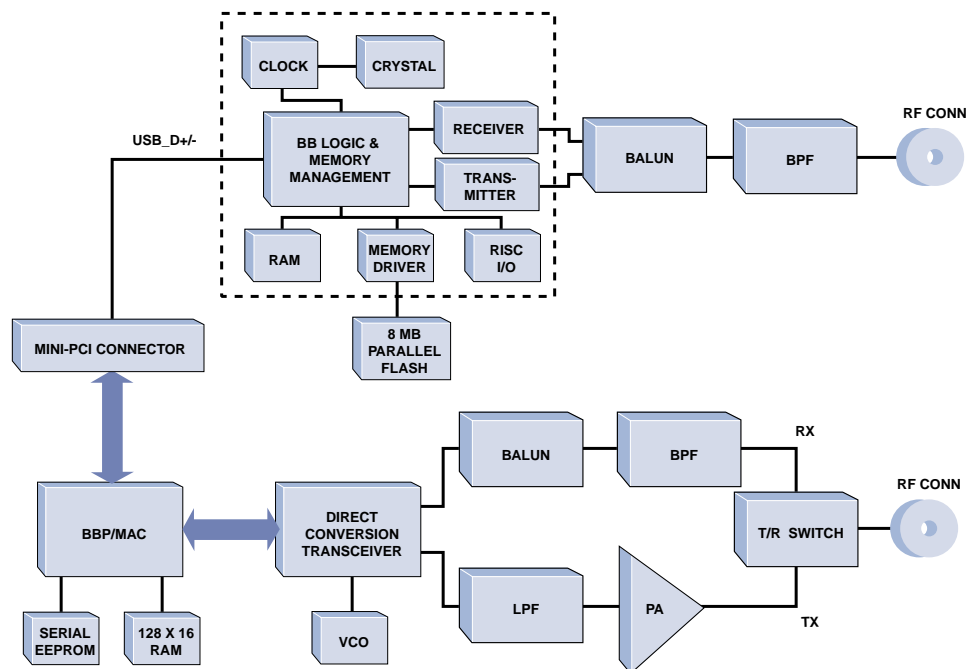 CLOCK
CRYSTAL
RF CONN
USB_D+/-
BB LOGIC &
MEMORY
MANAGEMENT
RECEIVER
TRANS-
MITTER
BALUN
BPF
RAM
MEMORY
DRIVER
RISC
I/O
MINI-PCI CONNECTOR
8 MB
PARALLEL
FLASH
BALUN
BPF
RX
RF CONN
BBP/MAC
DIRECT
CONVERSION
TRANSCEIVER
T/R SWITCH
LPF
PA
TX
SERIAL
EEPROM
128 X 16
RAM
VCO